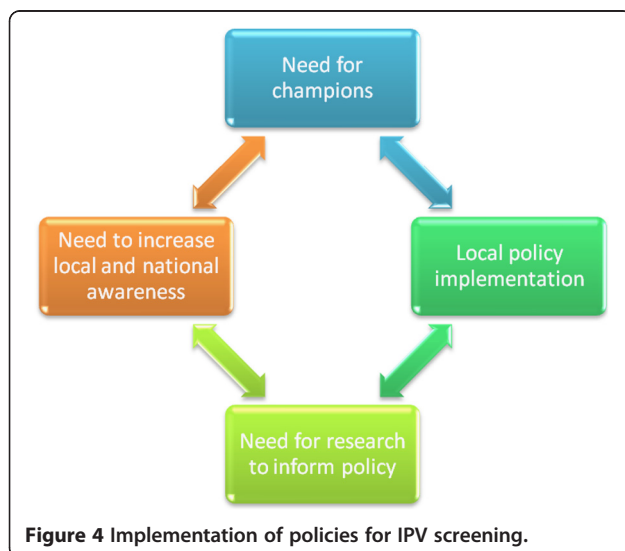 Need for
champions
Need to increase
local and national
awareness
Local policy
implementation
Need for research
to inform policy
Figure 4 Implementation of policies for IPV screening.